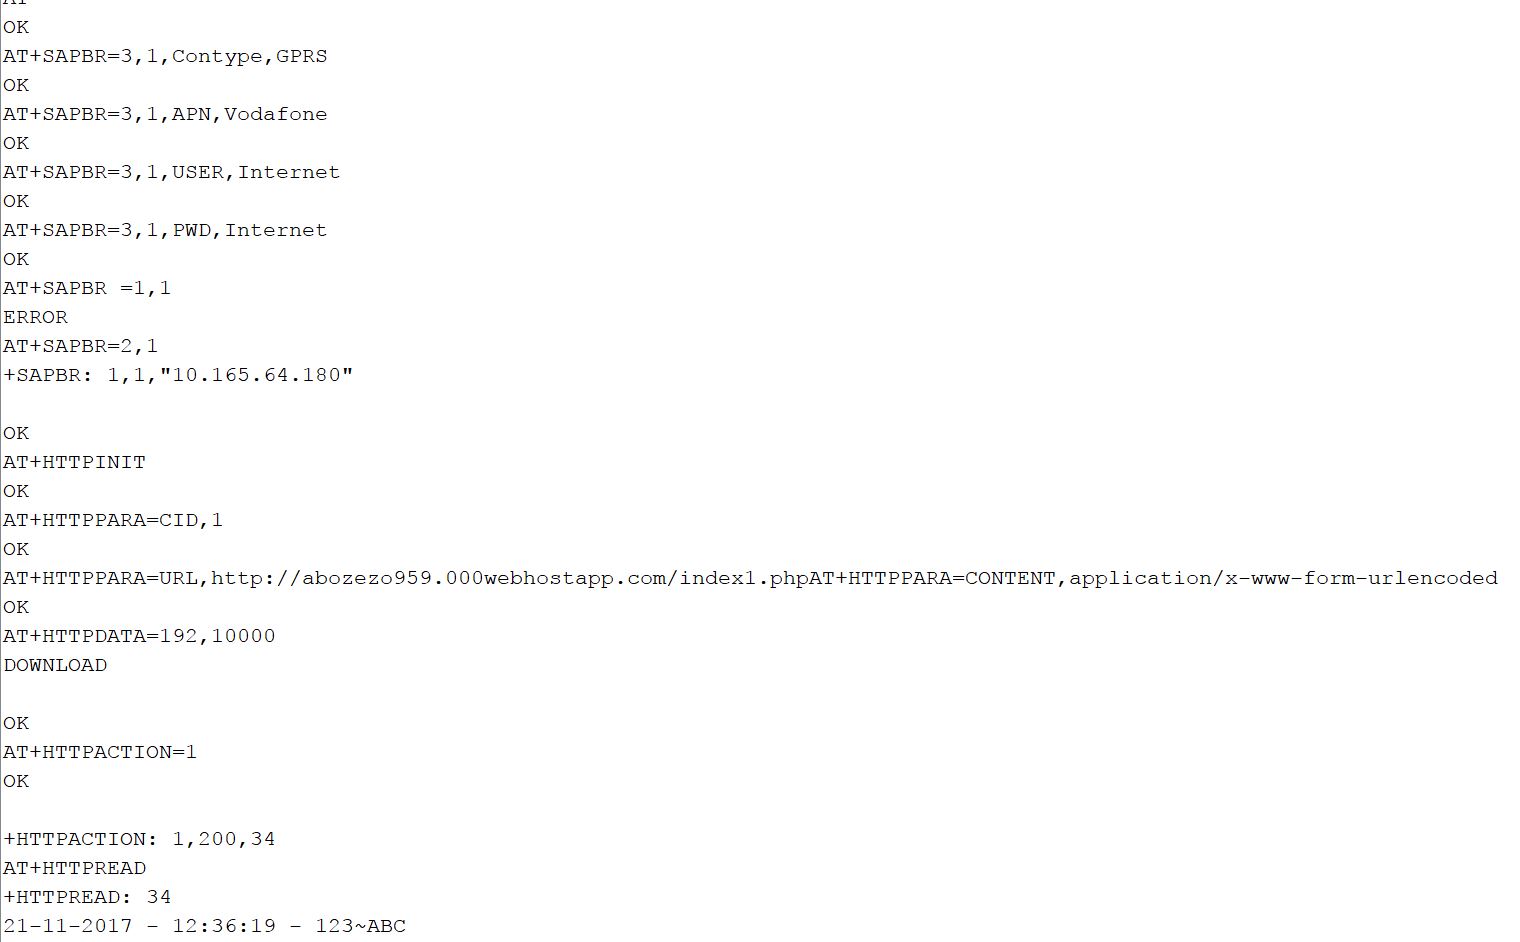 AT
OK
AT+SAPBR=3,1,Contype,GPRS
OK
AT+SAPBR=3,1,APN,Vodafone
OK
AT+SAPBR=3,1,USER,Internet
OK
AT+SAPBR=3,1,PWD,Internet
OK
AT+SAPBR =1,1
ERROR
AT+SAPBR=2,1
+SAPBR: 1,1,"10.165.64.180"
OK
AT+HTTPINIT
OK
AT+HTTPPARA=CID,1
OK
AT+HTTPPARA=URL,http://abozezo959.000webhostapp.com/index1.phpAT+HTTPPARA=CONTENT,application/x-www-form-urlencoded
OK
AT+HTTPDATA=192,10000
DOWNLOAD
OK
AT+HTTPACTION=1
OK
+HTTPACTION: 1,200,34
AT+HTTPREAD
+HTTPREAD: 34
21-11-2017 - 12:36:19 - 123~ABC